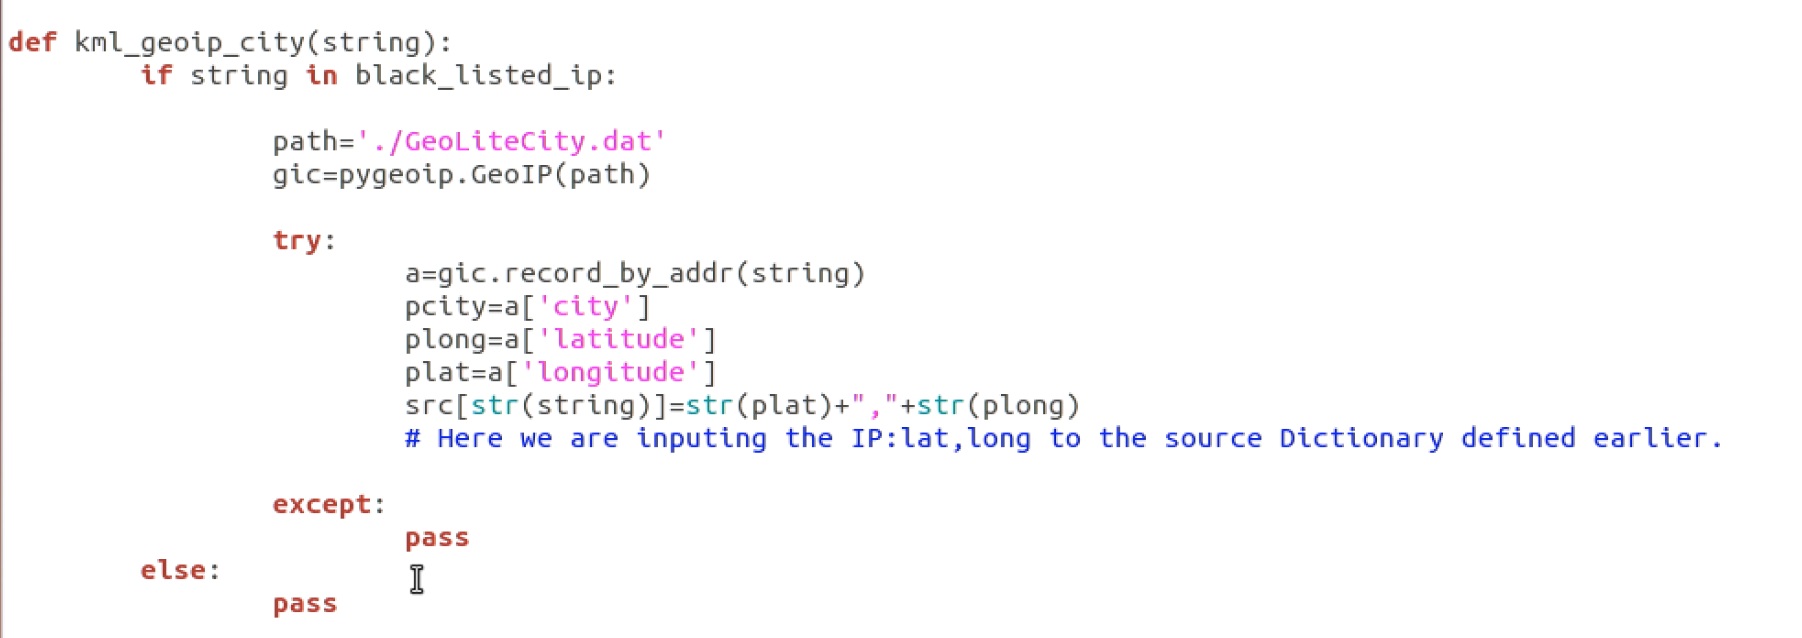 def kml_geoip_city(string):
if string in black_listed_ip:
path='./GeoLiteCity.dat'
gic=pygeoip.GeoIP(path)
try:
a=gic.record_by_addr(string)
pcity=a['city']
plong=a['latitude']
plat=a['longitude']
src[str(string)]=str(plat)+","+str(plong)
# Here we are inputing the IP:lat,long to the source Dictionary defined earlier.
except:
pass
else:
pass